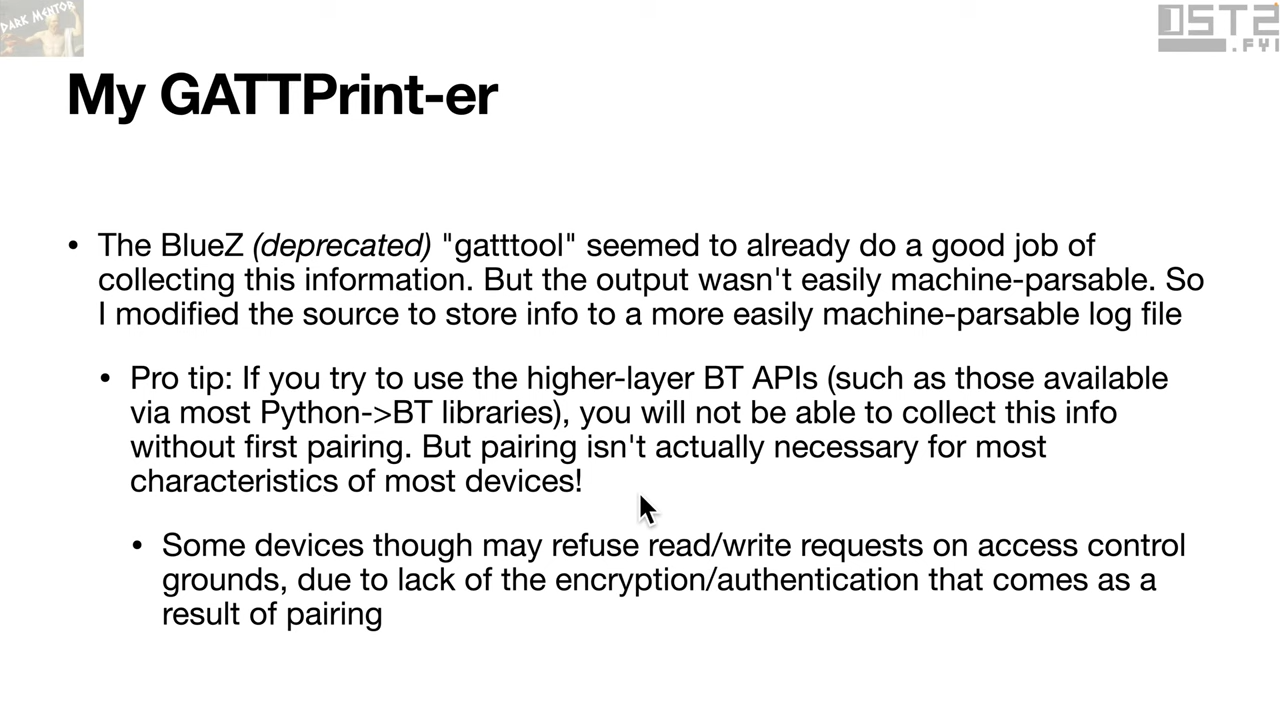 DARK MENTOR
OST2
.FYI
My GATTPrint-er
• The BlueZ (deprecated) "gatttool" seemed to already do a good job of
collecting this information. But the output wasn't easily machine-parsable. So
I modified the source to store info to a more easily machine-parsable log file
• Pro tip: If you try to use the higher-layer BT APIs (such as those available
via most Python->BT libraries), you will not be able to collect this info
without first pairing. But pairing isn't actually necessary for most
characteristics of most devices!
• Some devices though may refuse read/write requests on access control
grounds, due to lack of the encryption/authentication that comes as a
result of pairing